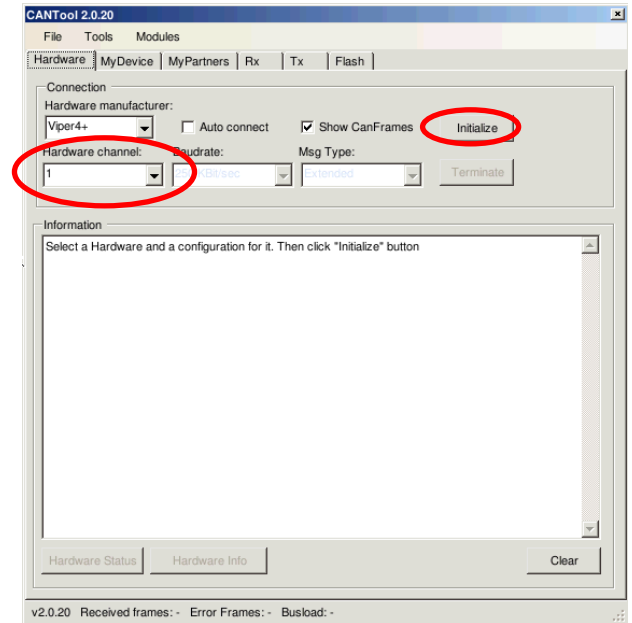 CANTool 2.0.20
File Tools Modules
Hardware MyDevice MyPartners Rx Tx Flash
Connection
Hardware manufacturer:
Viper4+ Auto connect Show CanFrames Initialize
Hardware channel: Baudrate: Msg Type:
1 KBit/sec Extended Terminate
Information
Select a Hardware and a configuration for it. Then click "Initialize" button
Hardware Status Hardware Info Clear
v2.0.20 Received frames: - Error Frames: - Busload: -